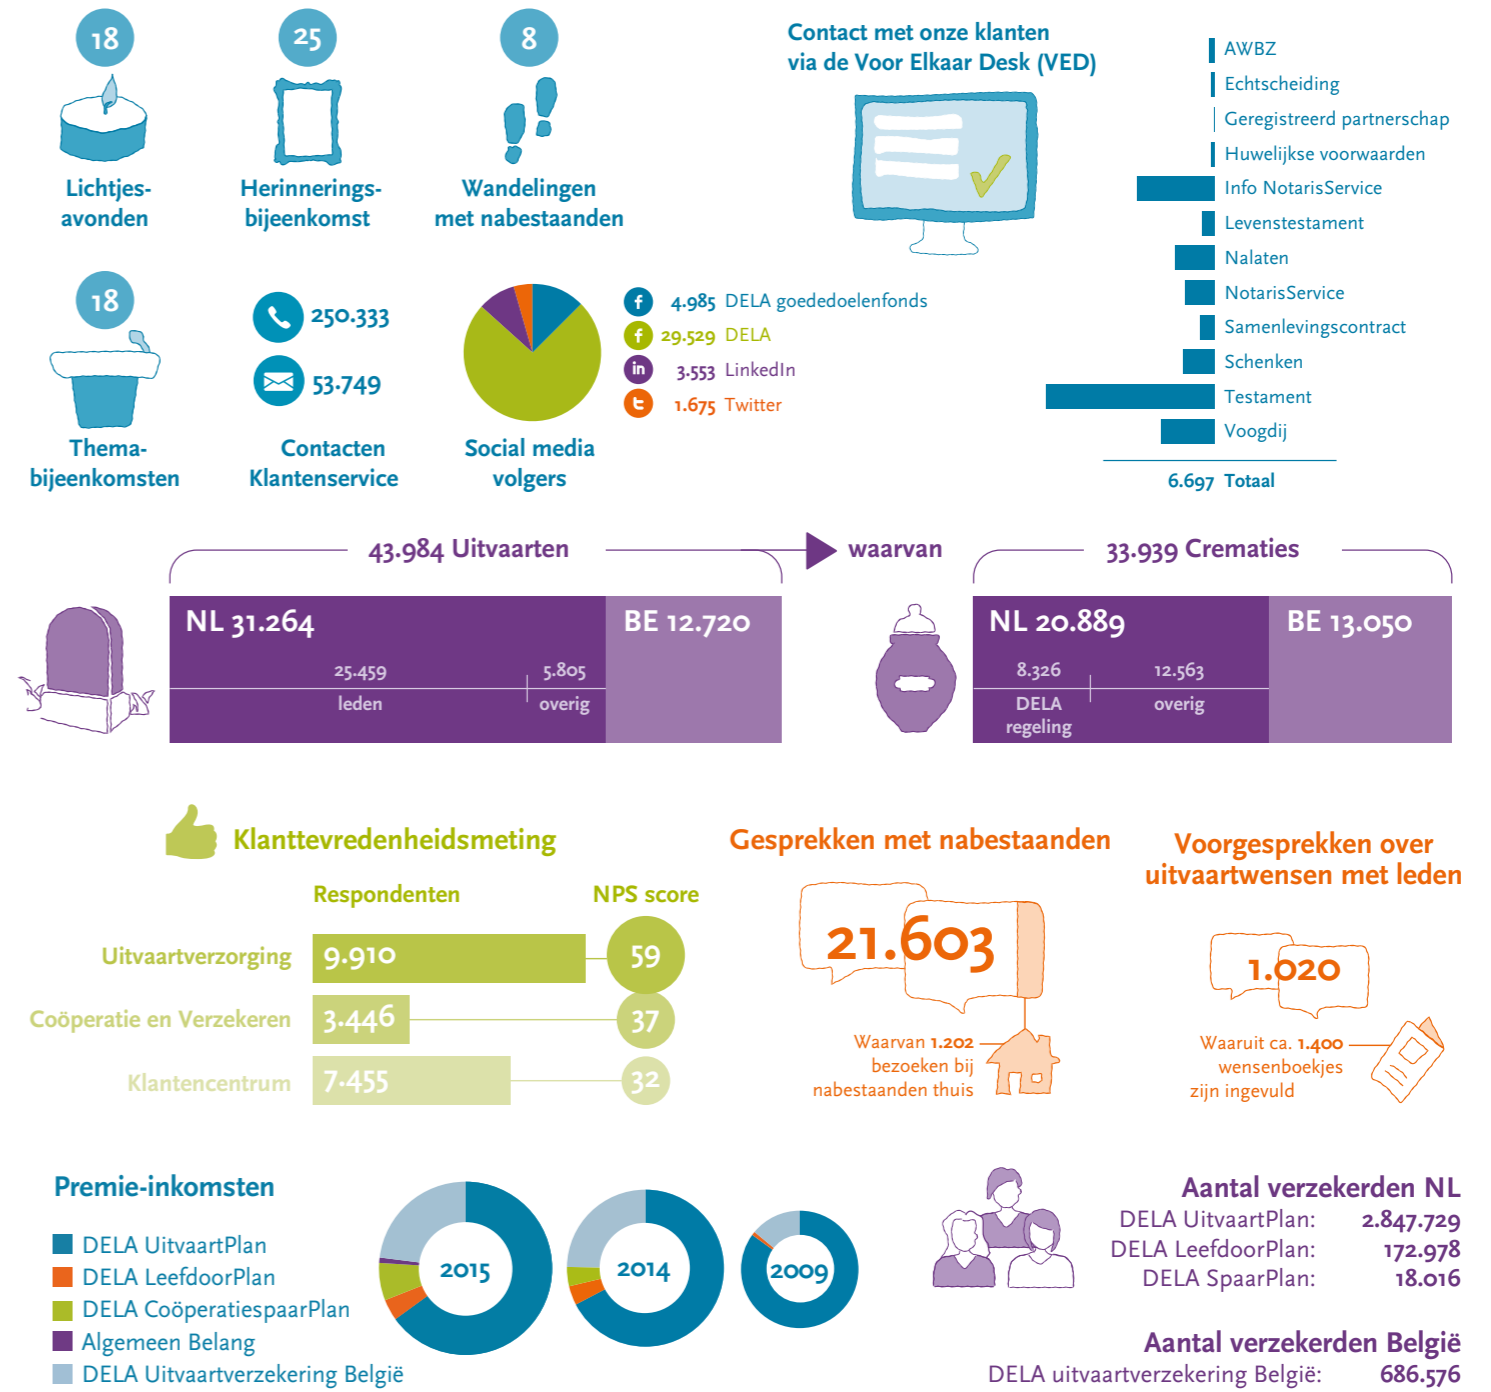 18
Lichtjes-
avonden
25
Herinnerings-
bijeenkomst
8
Wandelingen
met nabestaanden
18
Thema-
bijeenkomsten
250.333
53.749
Contacten
Klantenservice
Social media
volgers
f 4.985 DELA goededoelenfonds
f 29.529 DELA
in 3.553 LinkedIn
t 1.675 Twitter
Contact met onze klanten
via de Voor Elkaar Desk (VED)
AWBZ
Echtscheiding
Geregistreerd partnerschap
Huwelijkse voorwaarden
Info NotarisService
Levenstestament
Nalaten
NotarisService
Samenlevingscontract
Schenken
Testament
Voogdij
6.697 Totaal
43.984 Uitvaarten
NL 31.264
25.459
leden
5.805
overig
BE 12.720
waarvan
33.939 Crematies
NL 20.889
8.326
DELA
regeling
12.563
overig
BE 13.050
Klanttevredenheidsmeting
Respondenten NPS score
Uitvaartverzorging 9.910 59
Coöperatie en Verzekeren 3.446 37
Klantencentrum 7.455 32
Gesprekken met nabestaanden
21.603
Waarvan 1.202
bezoeken bij
nabestaanden thuis
Voorgesprekken over
uitvaartwensen met leden
1.020
Waaruit ca. 1.400
wensenboekjes
zijn ingevuld
Premie-inkomsten
DELA UitvaartPlan
DELA LeefdoorPlan
DELA CoöperatiespaarPlan
Algemeen Belang
DELA Uitvaartverzekering België
2015
2014
2009
Aantal verzekerden NL
DELA UitvaartPlan: 2.847.729
DELA LeefdoorPlan: 172.978
DELA SpaarPlan: 18.016
Aantal verzekerden België
DELA uitvaartverzekering België: 686.576